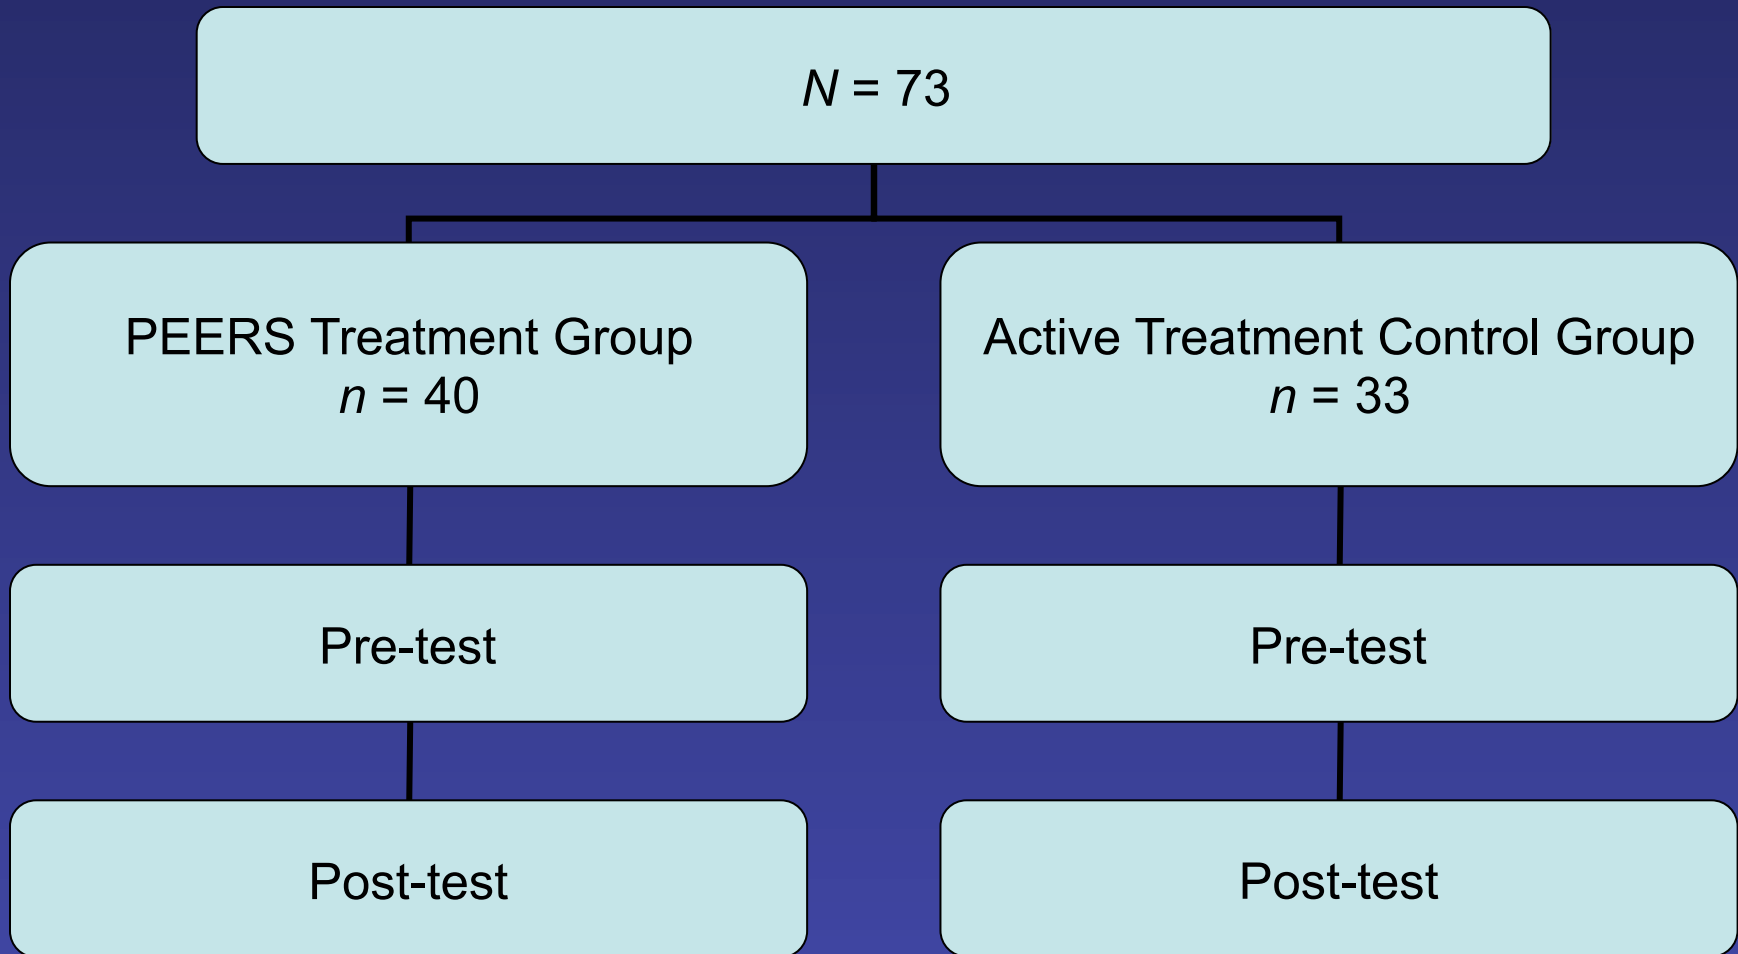 N = 73
PEERS Treatment Group
n = 40
Active Treatment Control Group
n = 33
Pre-test
Pre-test
Post-test
Post-test